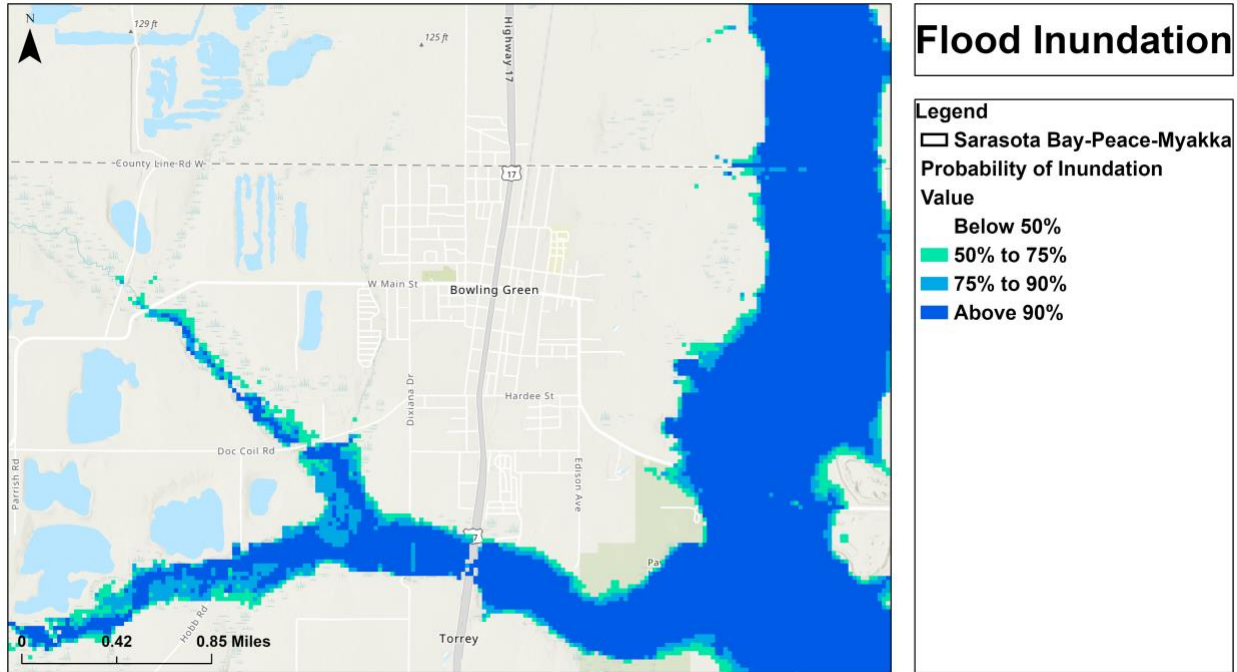 N
129 ft
125 ft
Highway 17
Flood Inundation
Legend
Sarasota Bay-Peace-Myakka
Probability of Inundation
Value
Below 50%
50% to 75%
75% to 90%
Above 90%
County Line Rd W
17
W Main St
Bowling Green
Dixiana Dr
Hardee St
Doc Coil Rd
Parrish Rd
Edison Ave
Hobb Rd
Torrey
0 0.42 0.85 Miles